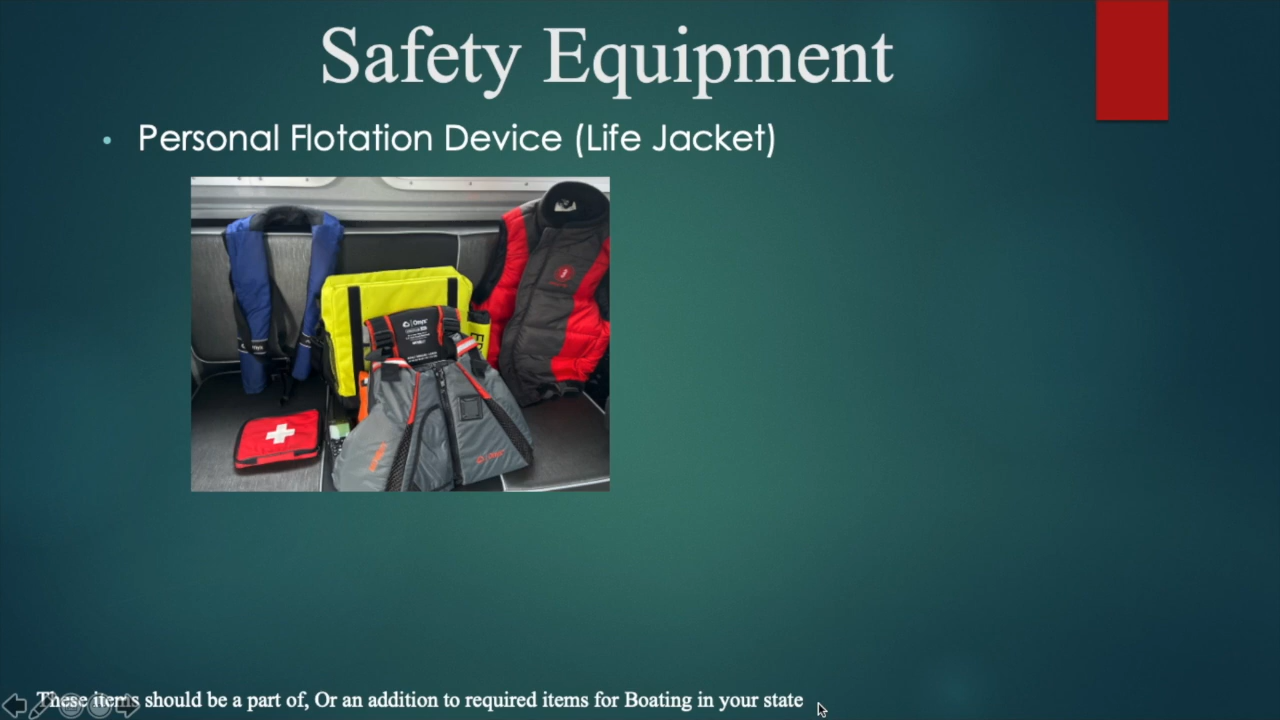 Safety Equipment
• Personal Flotation Device (Life Jacket)
Onyx
These items should be a part of, Or an addition to required items for Boating in your state